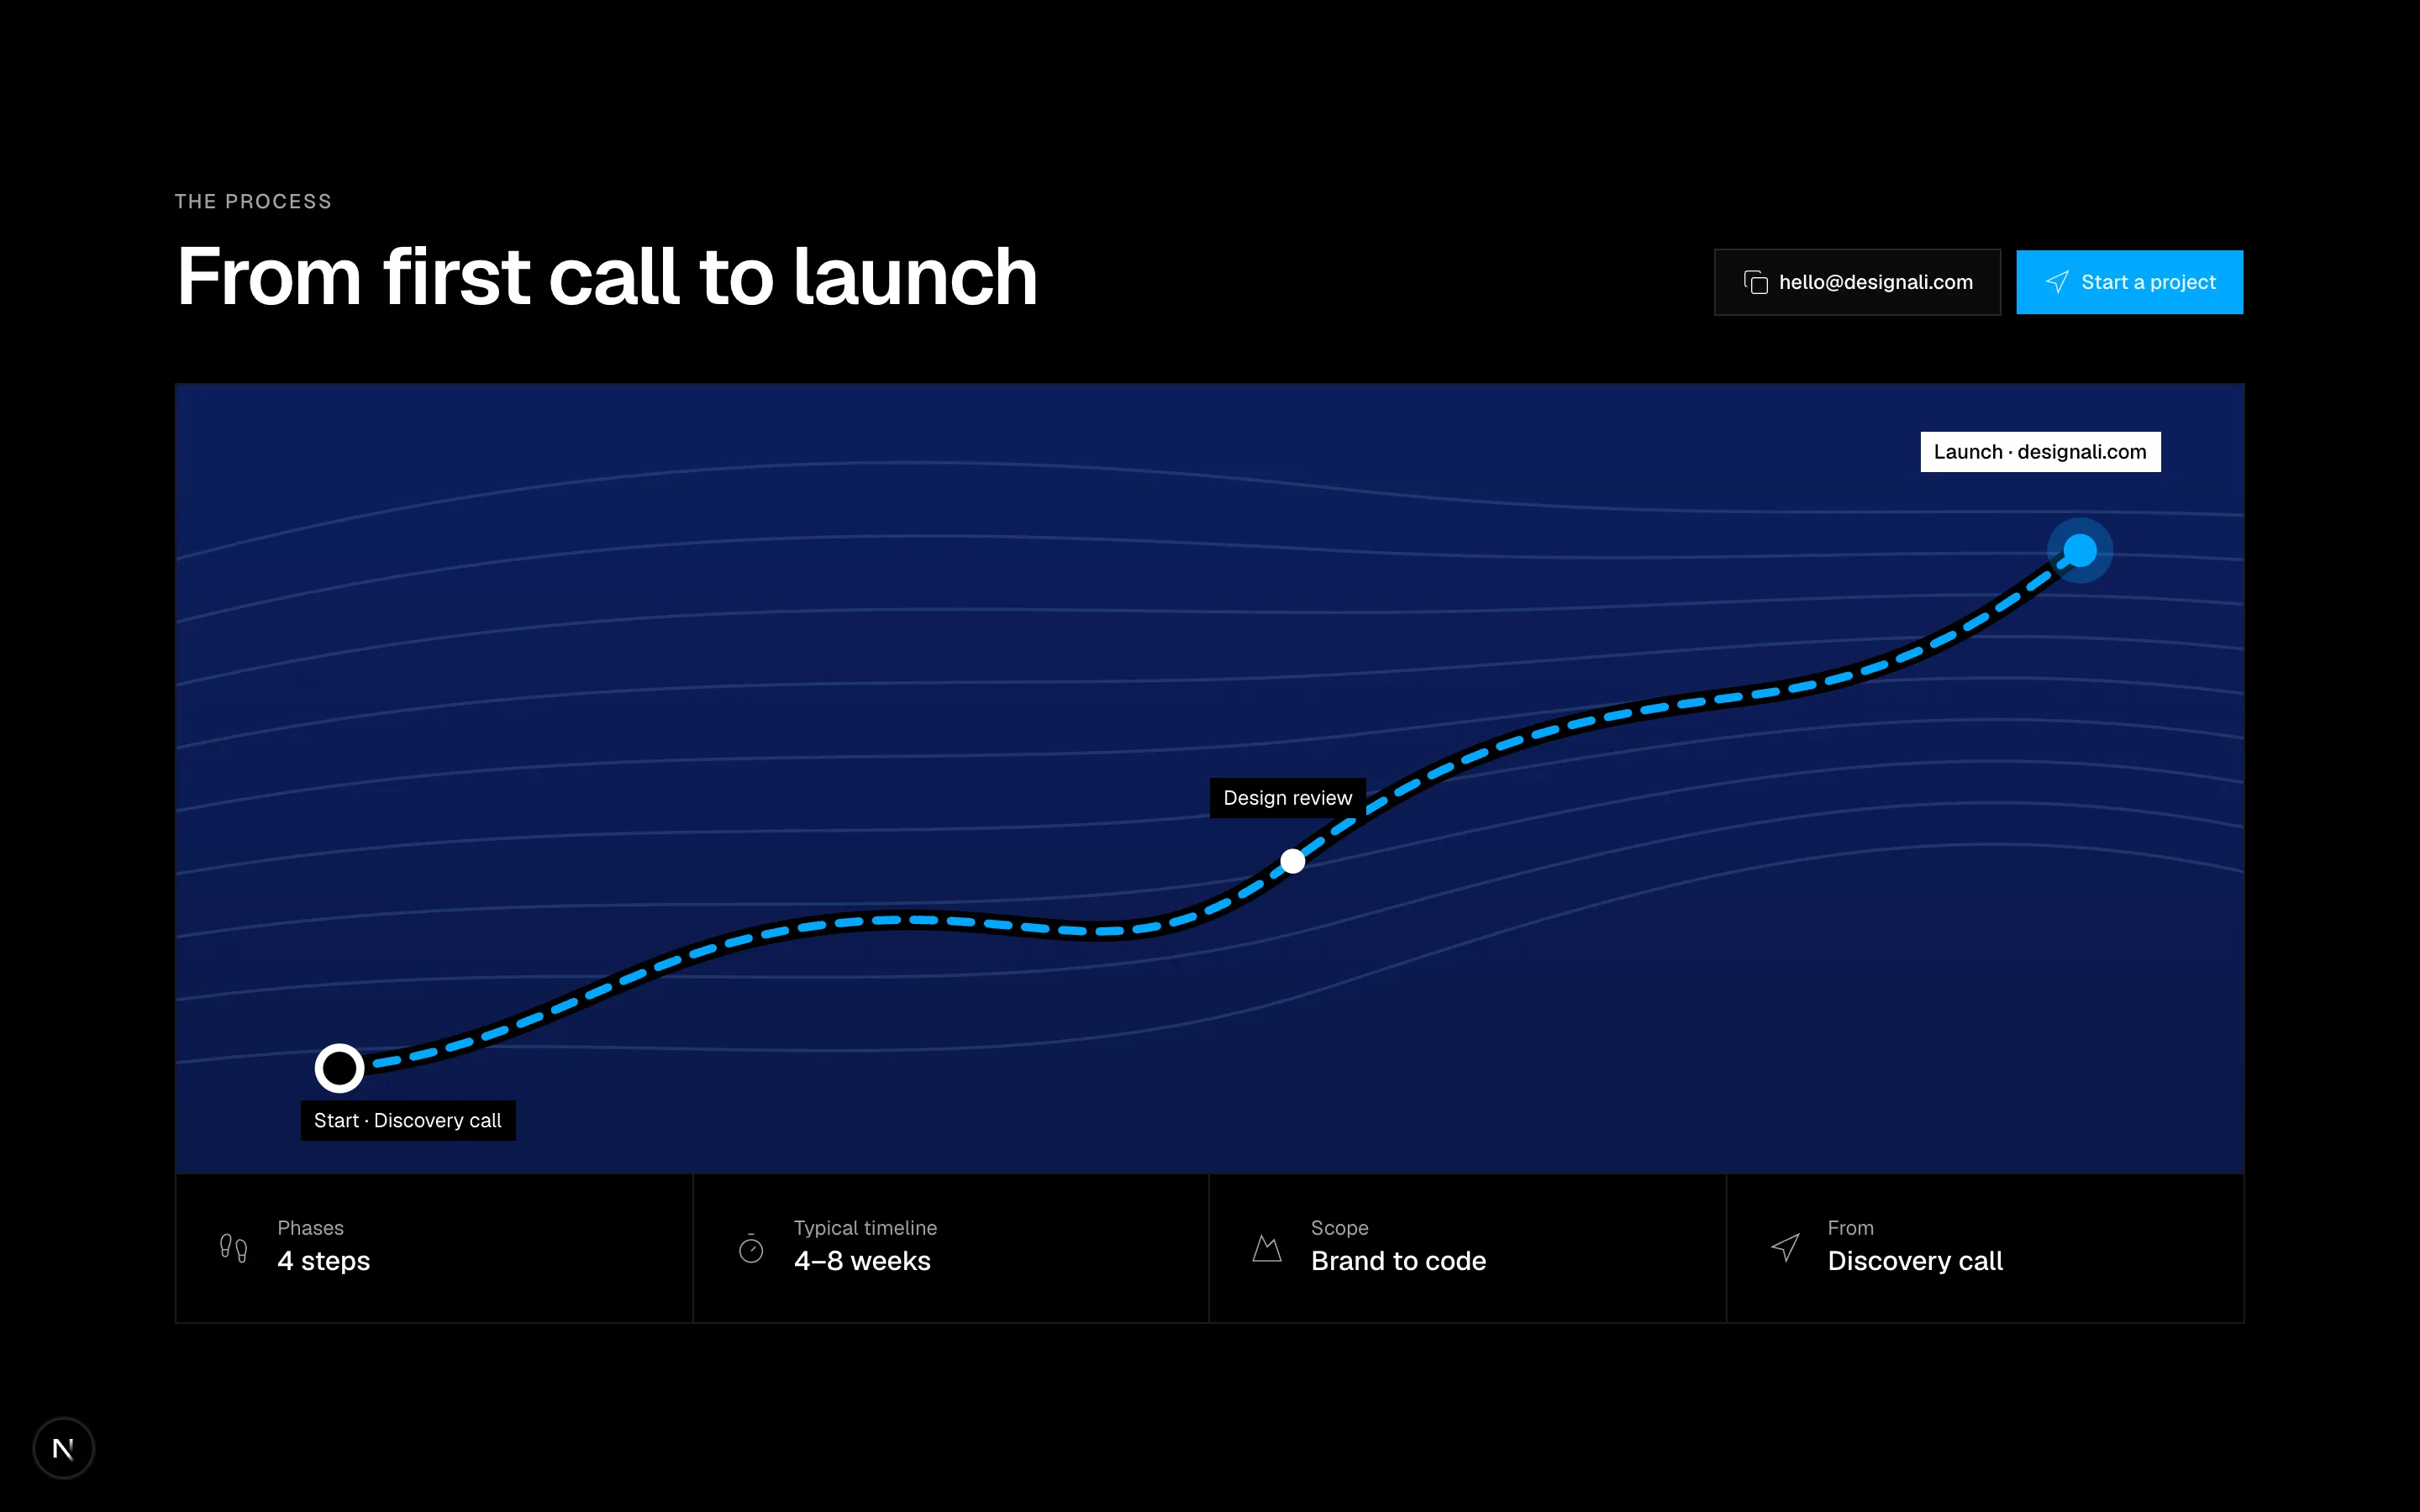 THE PROCESS
From first call to launch
hello@designali.com
Start a project
Launch · designali.com
Design review
Start · Discovery call
Phases
4 steps
Typical timeline
4–8 weeks
Scope
Brand to code
From
Discovery call
N